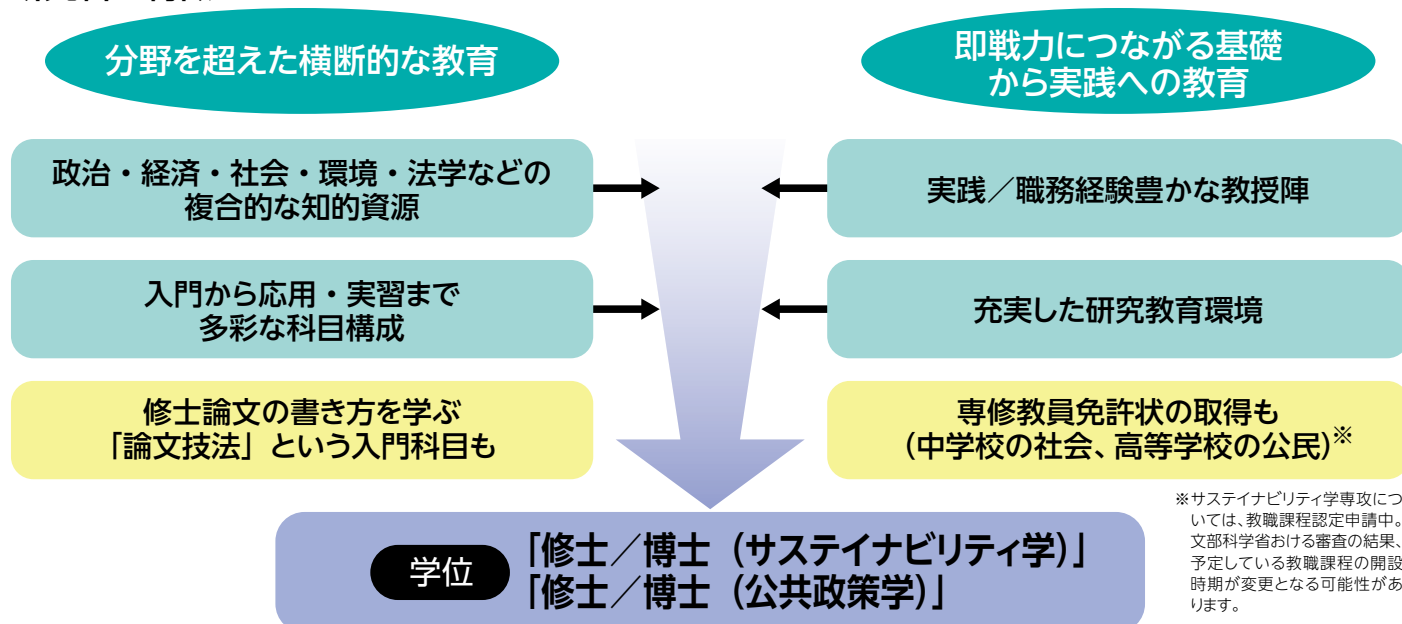 分野を超えた横断的な教育
即戦力につながる基礎
から実践への教育
政治・経済・社会・環境・法学などの
複合的な知的資源
実践／職務経験豊かな教授陣
入門から応用・実習まで
多彩な科目構成
充実した研究教育環境
修士論文の書き方を学ぶ
「論文技法」という入門科目も
専修教員免許状の取得も
(中学校の社会、高等学校の公民)※
※サステイナビリティ学専攻につ
いては、教職課程認定申請中。
文部科学省おける審査の結果、
予定している教職課程の開設
時期が変更となる可能性があ
ります。
学位
「修士／博士（サステイナビリティ学）」
「修士／博士（公共政策学）」